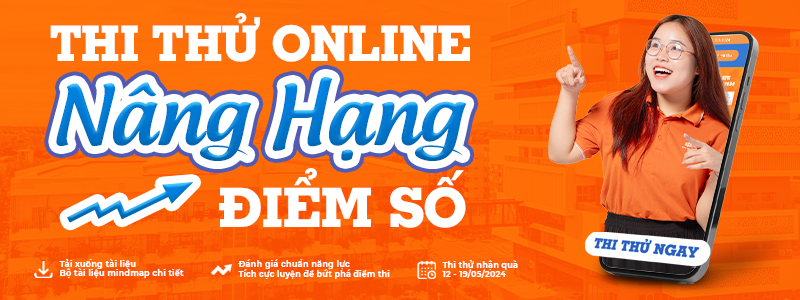 THI THỬ ONLINE
Nâng Hạng
ĐIỂM SỐ
THI THỬ NGAY
Tải xuống tài liệu
Bộ tài liệu mindmap chi tiết
Đánh giá chuẩn năng lực
Tích cực luyện đề bứt phá điểm thi
Thi thử nhận quà
12 - 19/05/2024